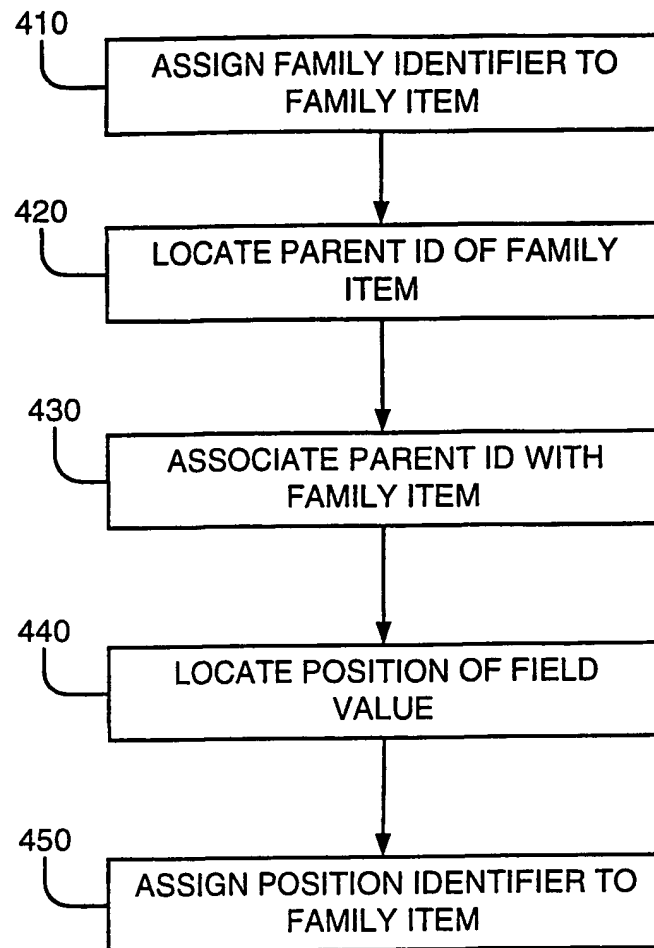 410
ASSIGN FAMILY IDENTIFIER TO
FAMILY ITEM
420
LOCATE PARENT ID OF FAMILY
ITEM
430
ASSOCIATE PARENT ID WITH
FAMILY ITEM
440
LOCATE POSITION OF FIELD
VALUE
450
ASSIGN POSITION IDENTIFIER TO
FAMILY ITEM